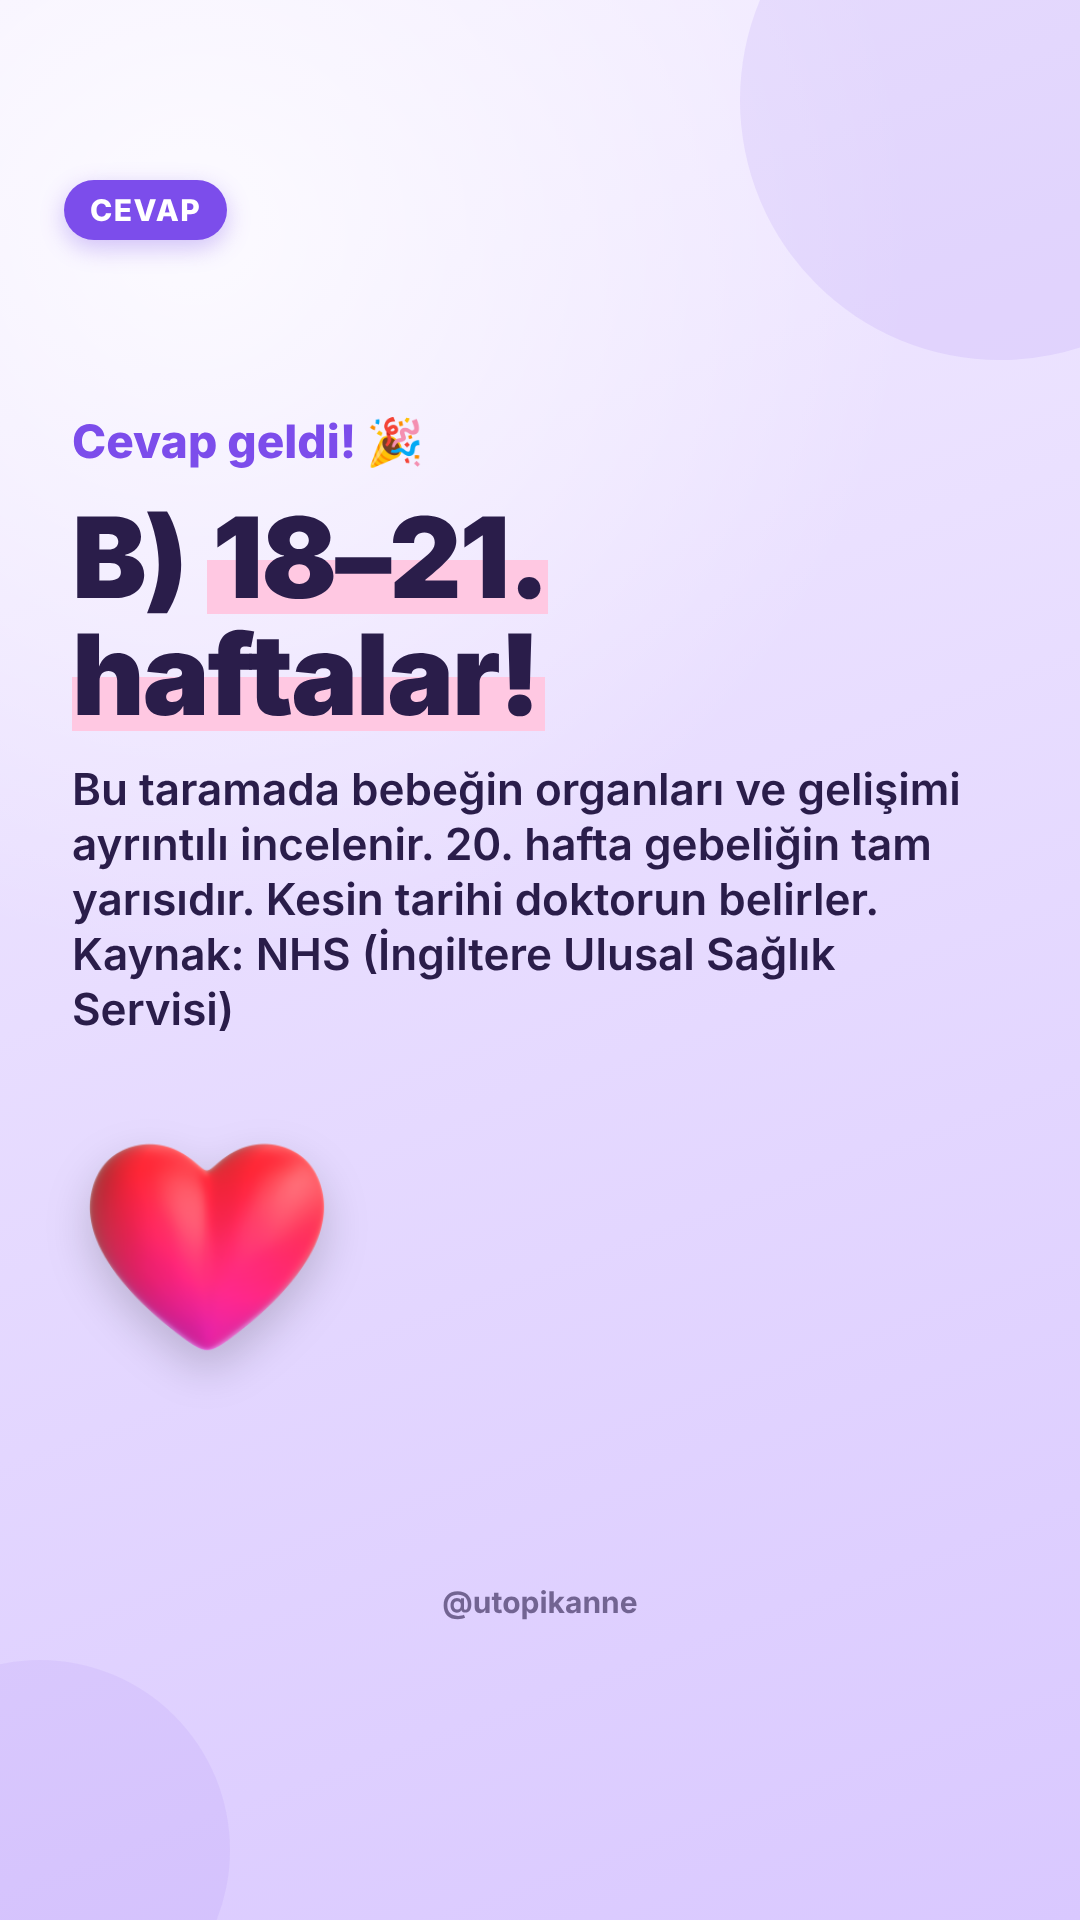 CEVAP
Cevap geldi! 🎉
B) 18–21.
haftalar!
Bu taramada bebeğin organları ve gelişimi
ayrıntılı incelenir. 20. hafta gebeliğin tam
yarısıdır. Kesin tarihi doktorun belirler.
Kaynak: NHS (İngiltere Ulusal Sağlık
Servisi)
@utopikanne